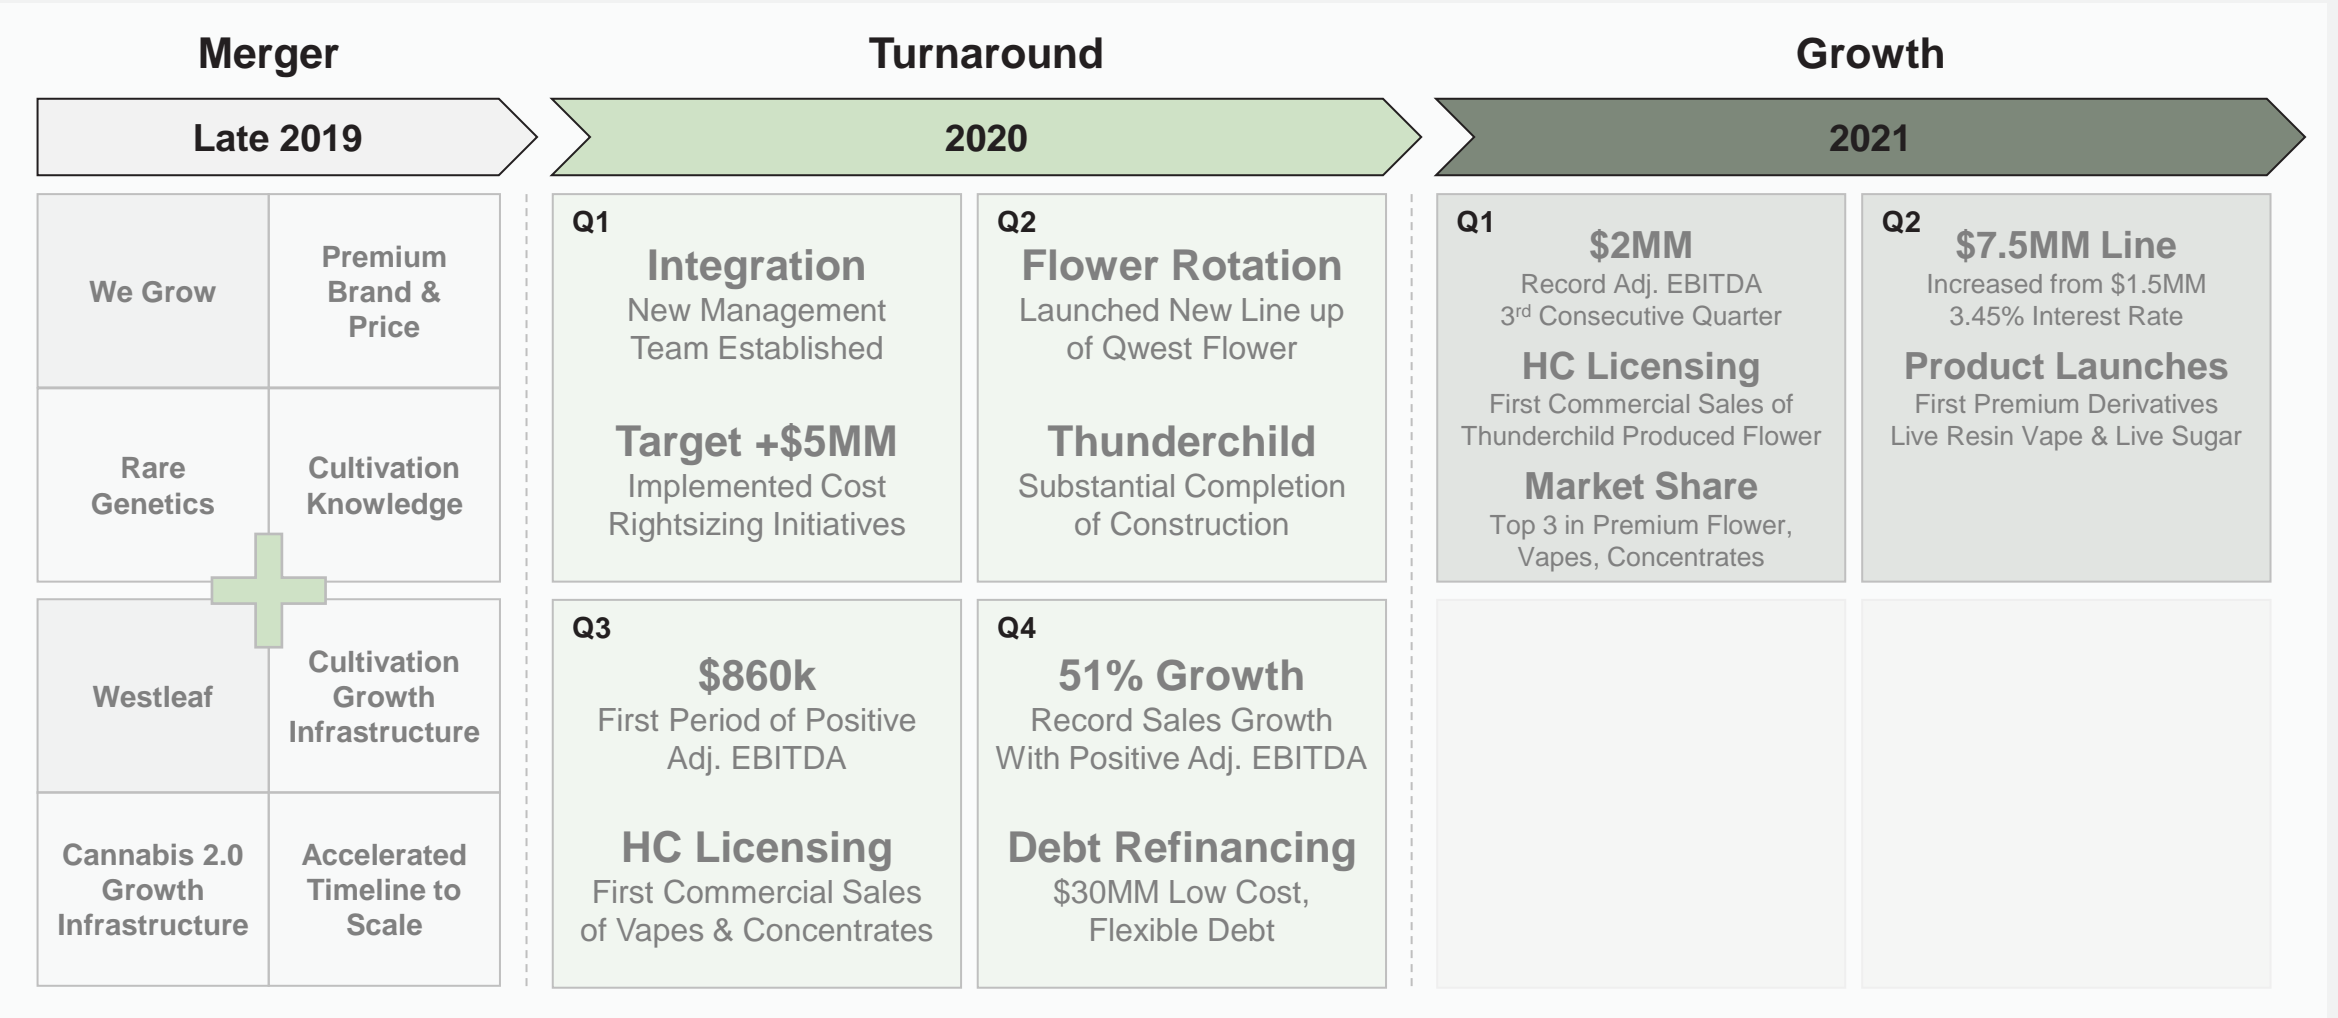 Merger
Late 2019
We Grow
Premium
Brand &
Price
Rare
Genetics
Cultivation
Knowledge
Westleaf
Cultivation
Growth
Infrastructure
Cannabis 2.0
Growth
Infrastructure
Accelerated
Timeline to
Scale
Turnaround
2020
Q1
Integration
New Management
Team Established
Target +$5MM
Implemented Cost
Rightsizing Initiatives
Q2
Flower Rotation
Launched New Line up
of Qwest Flower
Thunderchild
Substantial Completion
of Construction
Q3
$860k
First Period of Positive
Adj. EBITDA
HC Licensing
First Commercial Sales
of Vapes & Concentrates
Q4
51% Growth
Record Sales Growth
With Positive Adj. EBITDA
Debt Refinancing
$30MM Low Cost,
Flexible Debt
Growth
2021
Q1
$2MM
Record Adj. EBITDA
3rd Consecutive Quarter
HC Licensing
First Commercial Sales of
Thunderchild Produced Flower
Market Share
Top 3 in Premium Flower,
Vapes, Concentrates
Q2
$7.5MM Line
Increased from $1.5MM
3.45% Interest Rate
Product Launches
First Premium Derivatives
Live Resin Vape & Live Sugar